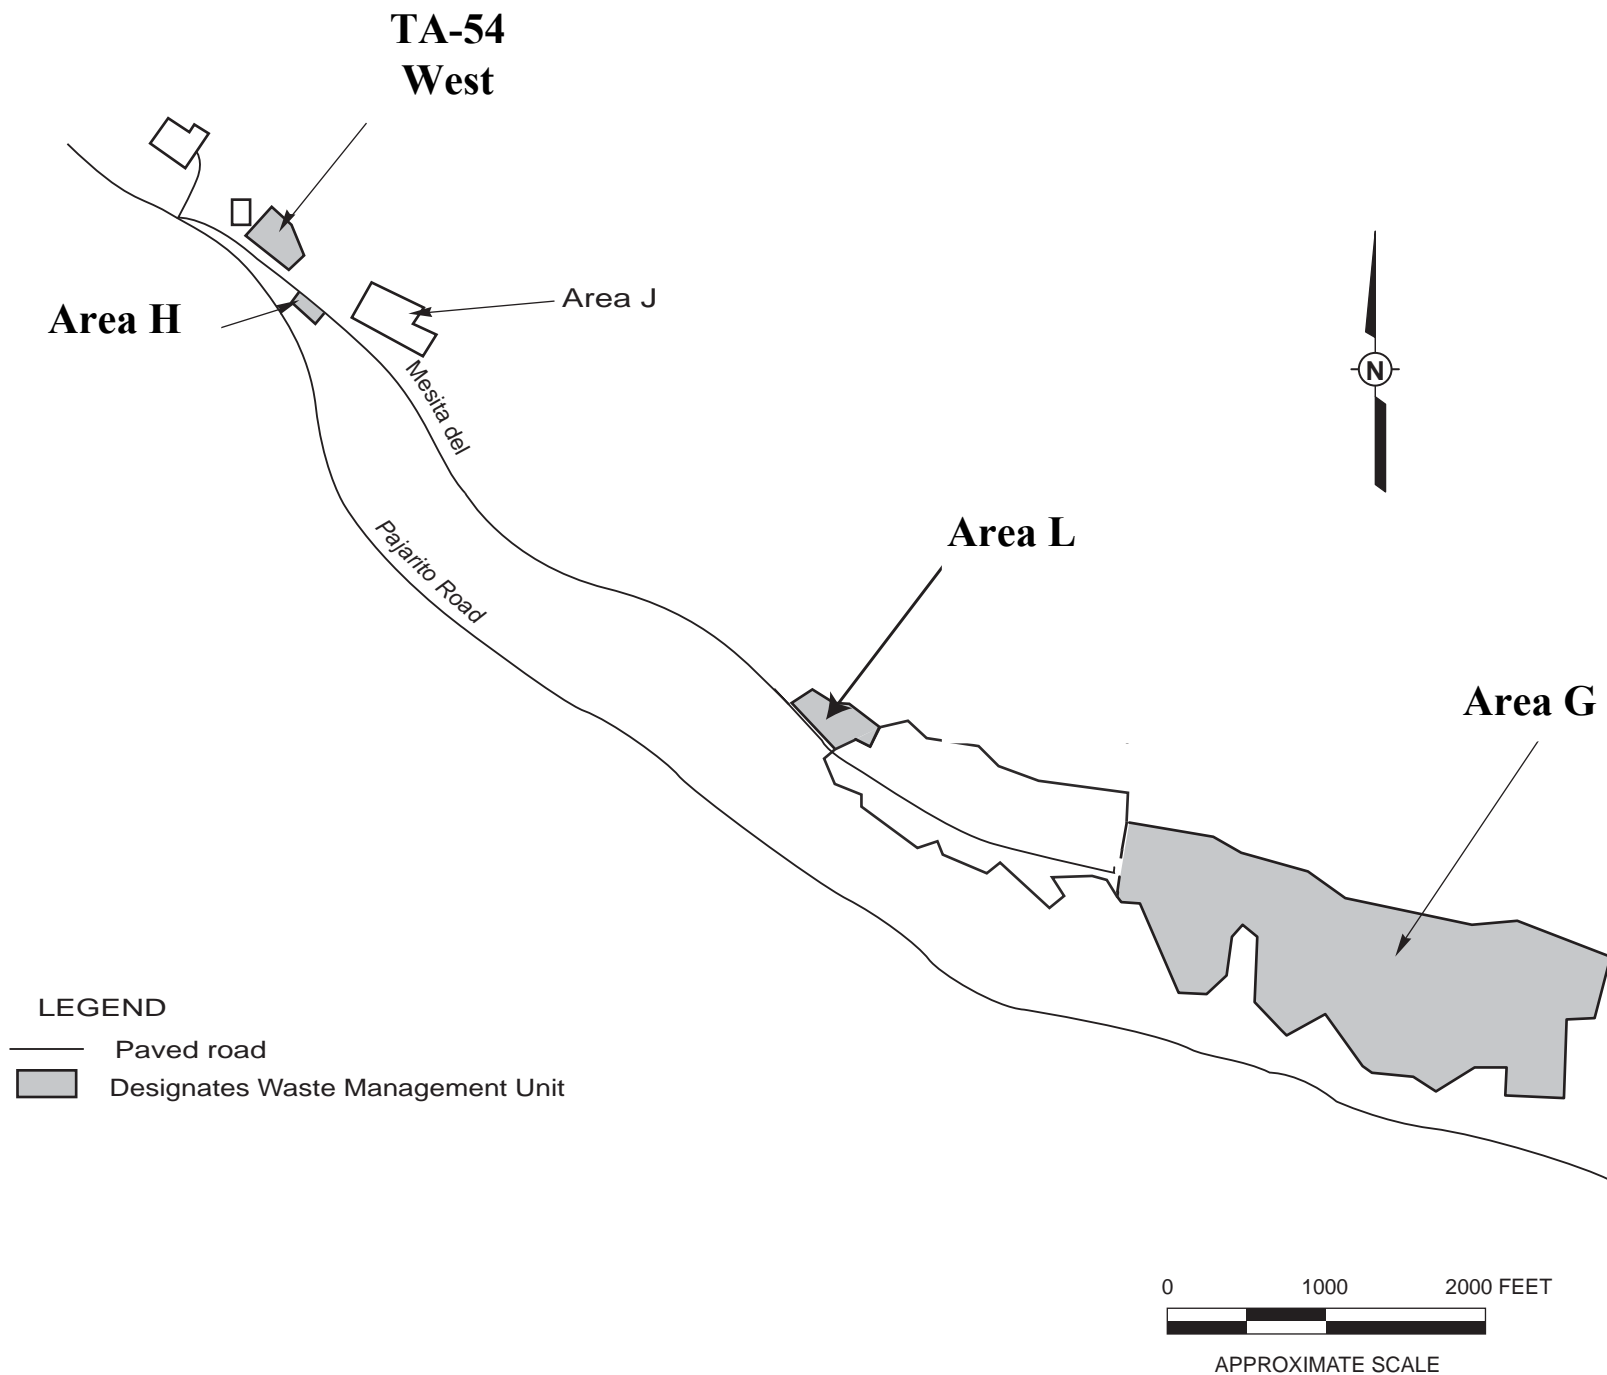 TA-54
West
Area H
Area J
Mesita del
Pajarito Road
N
Area L
Area G
LEGEND
Paved road
Designates Waste Management Unit
0 1000 2000 FEET
APPROXIMATE SCALE